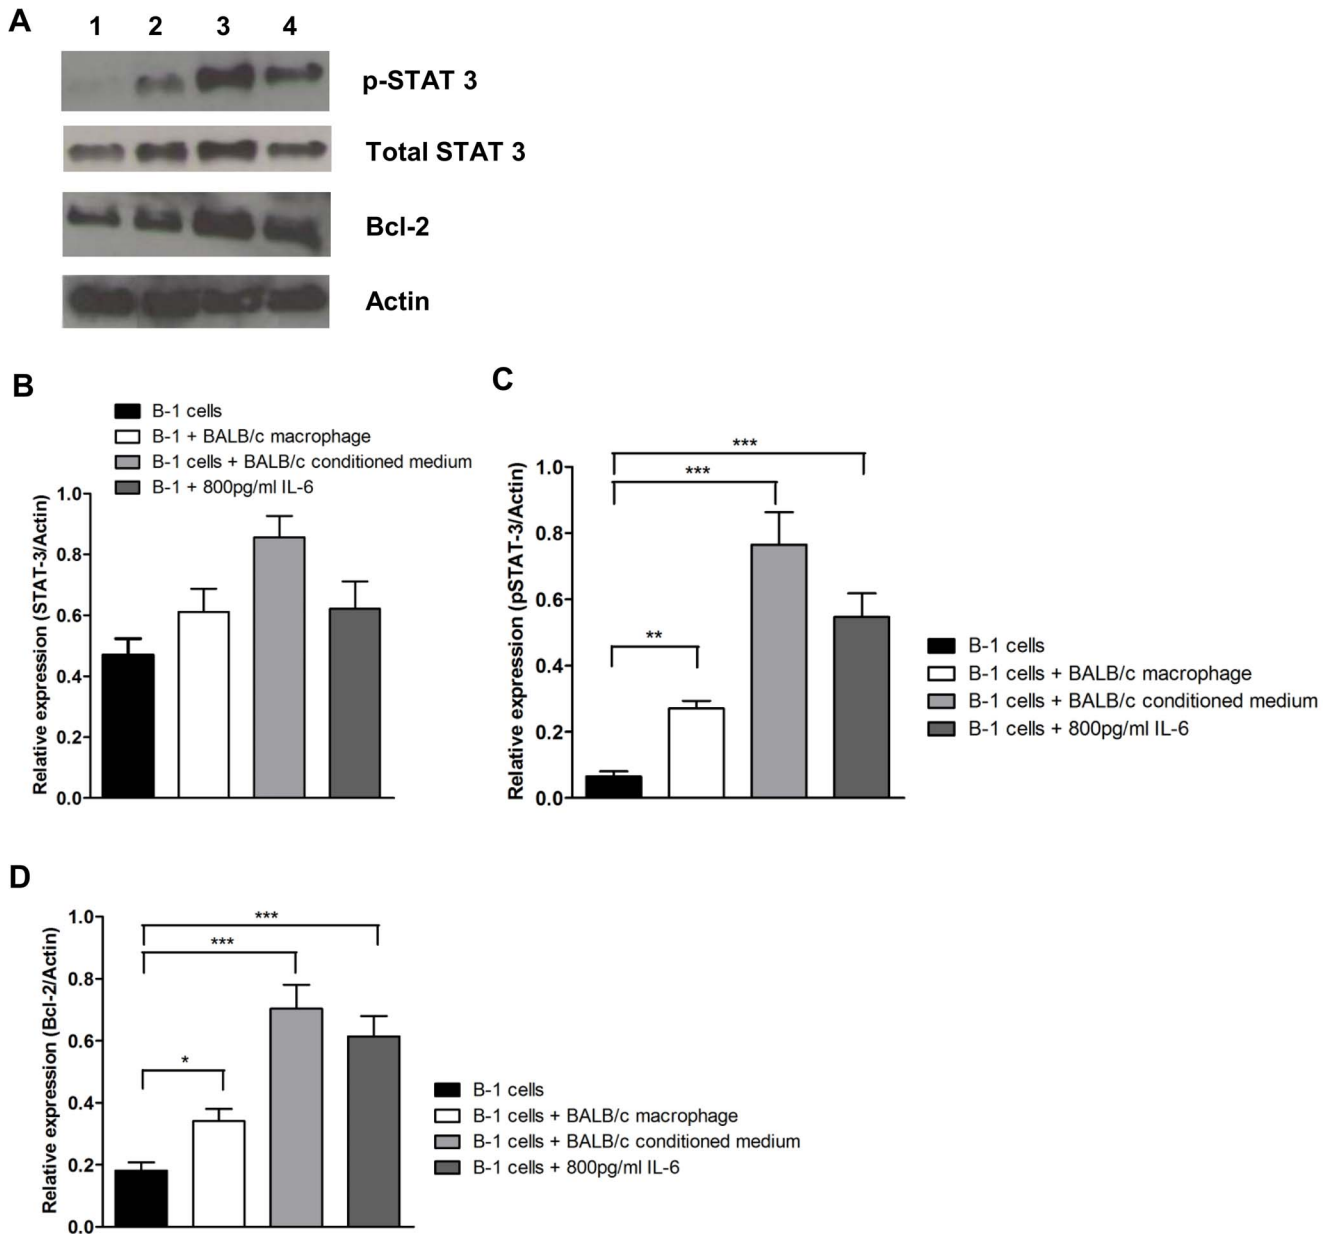 A
1 2 3 4
p-STAT 3
Total STAT 3
Bcl-2
Actin
B
B-1 cells
B-1 + BALB/c macrophage
B-1 cells + BALB/c conditioned medium
B-1 + 800pg/ml IL-6
Relative expression (STAT-3/Actin)
1.0
0.8
0.6
0.4
0.2
0.0
C
***
***
**
Relative expression (pSTAT-3/Actin)
1.0
0.8
0.6
0.4
0.2
0.0
B-1 cells
B-1 cells + BALB/c macrophage
B-1 cells + BALB/c conditioned medium
B-1 cells + 800pg/ml IL-6
D
***
***
*
Relative expression (Bcl-2/Actin)
1.0
0.8
0.6
0.4
0.2
0.0
B-1 cells
B-1 cells + BALB/c macrophage
B-1 cells + BALB/c conditioned medium
B-1 cells + 800pg/ml IL-6